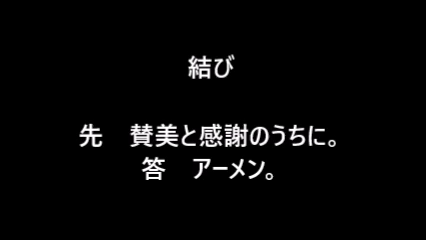 結び
先　賛美と感謝のうちに。
答　アーメン。